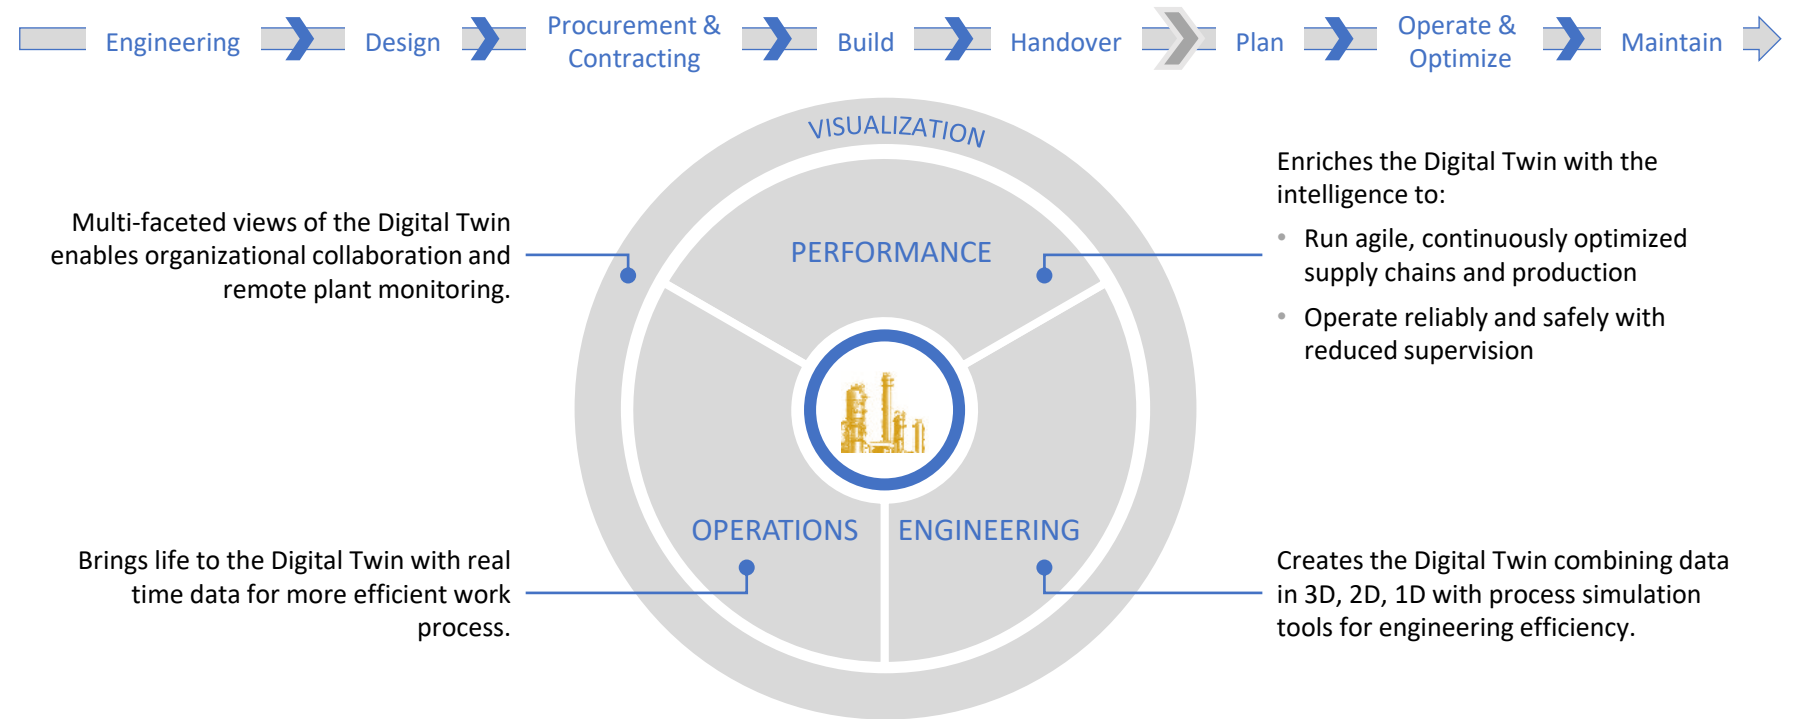 Engineering
Design
Procurement &
Contracting
Build
Handover
Plan
Operate &
Optimize
Maintain
VISUALIZATION
Multi-faceted views of the Digital Twin
enables organizational collaboration and
remote plant monitoring.
PERFORMANCE
Enriches the Digital Twin with the
intelligence to:
• Run agile, continuously optimized
supply chains and production
• Operate reliably and safely with
reduced supervision
OPERATIONS
ENGINEERING
Brings life to the Digital Twin with real
time data for more efficient work
process.
Creates the Digital Twin combining data
in 3D, 2D, 1D with process simulation
tools for engineering efficiency.